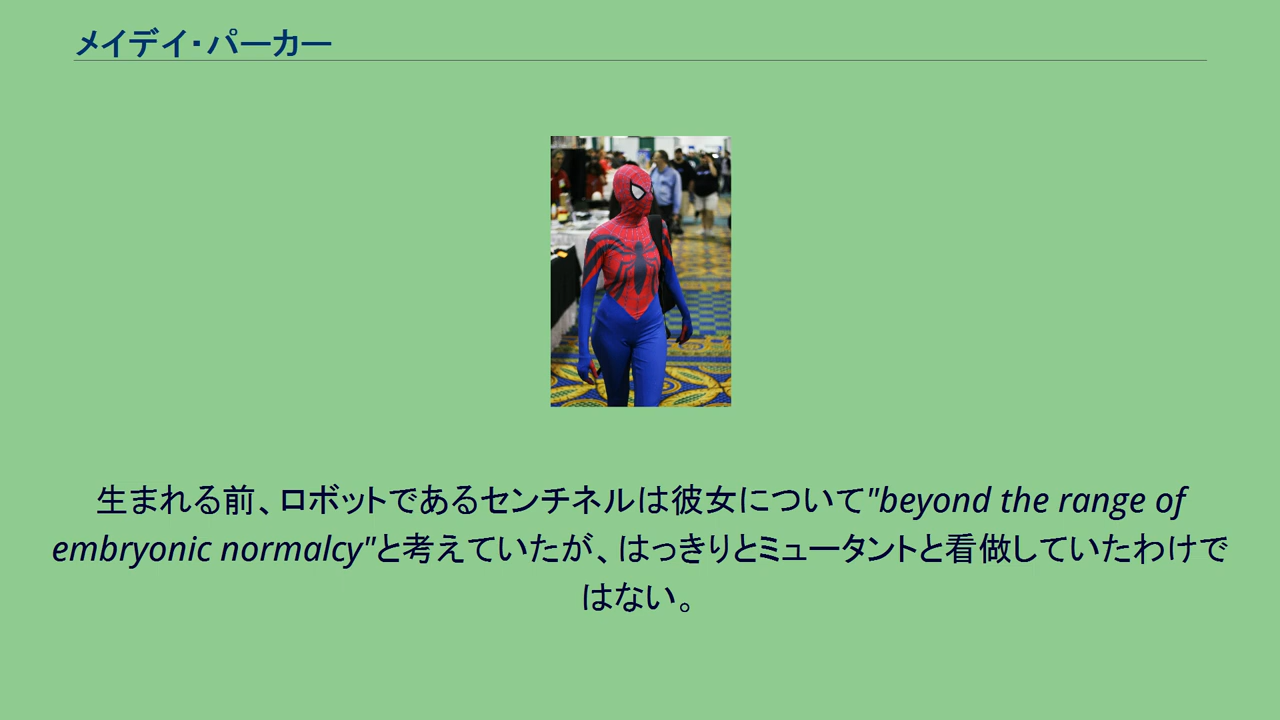 メイデイ・パーカー
生まれる前、ロボットであるセンチネルは彼女について"beyond the range of
embryonic normalcy"と考えていたが、はっきりとミュータントと看做していたわけで
はない。